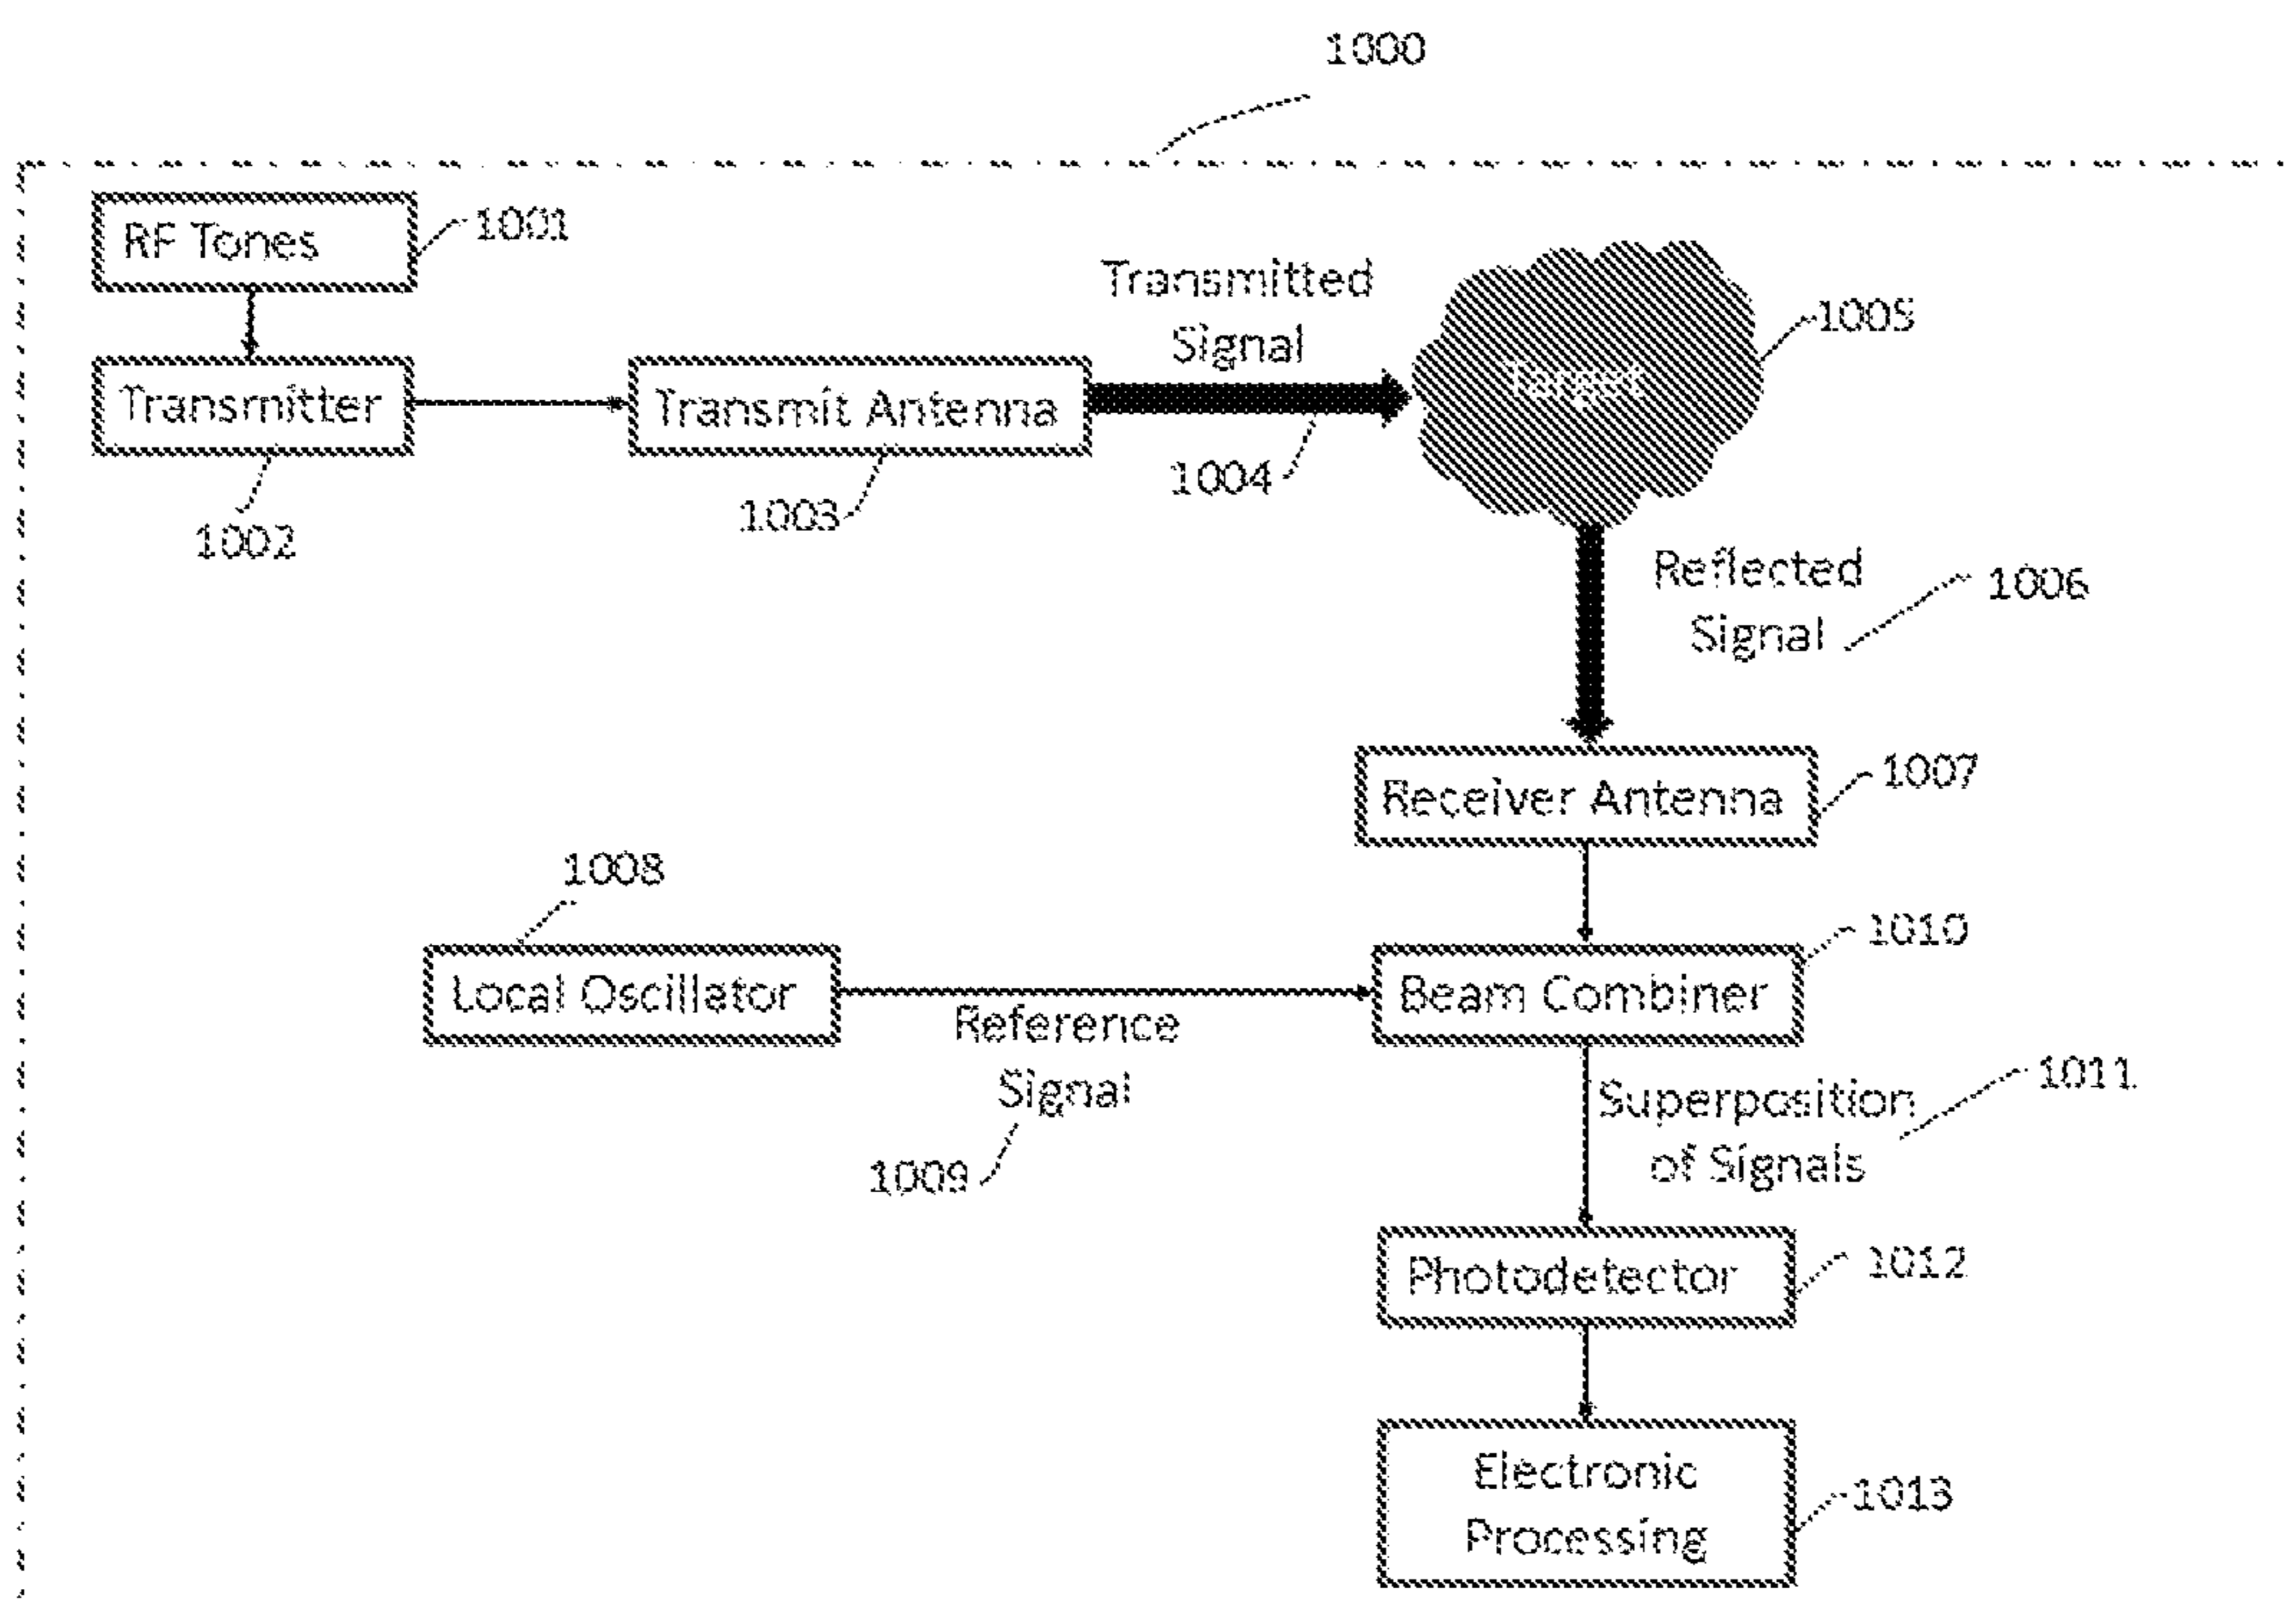 1000
RF Tones
1001
Transmitted
Signal
1005
Target
Transmitter
Transmit Antenna
1004
1003
1002
Reflected
Signal
1006
Receiver Antenna
1007
1008
1010
Local Oscillator
Beam Combiner
Reference
Signal
1009
1011
Superposition
of Signals
Photodetector
1012
Electronic
Processing
1013